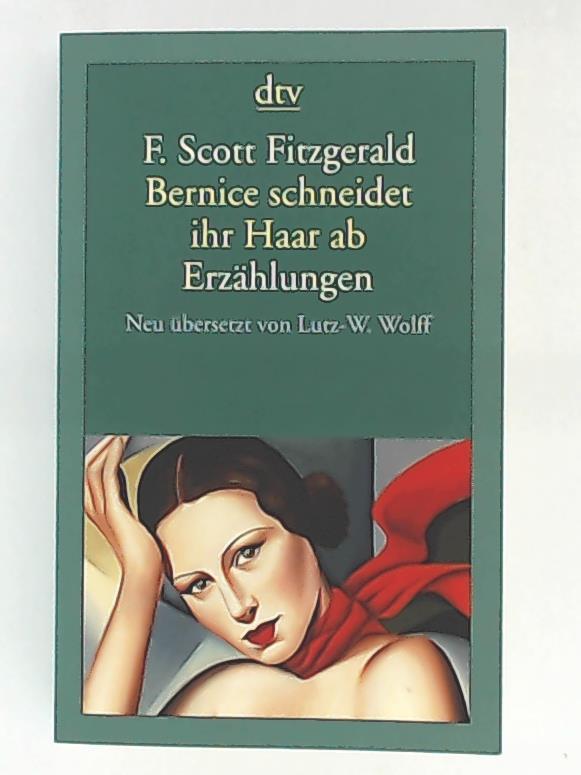 dtv
F. Scott Fitzgerald
Bernice schneidet
ihr Haar ab
Erzählungen
Neu übersetzt von Lutz-W. Wolff